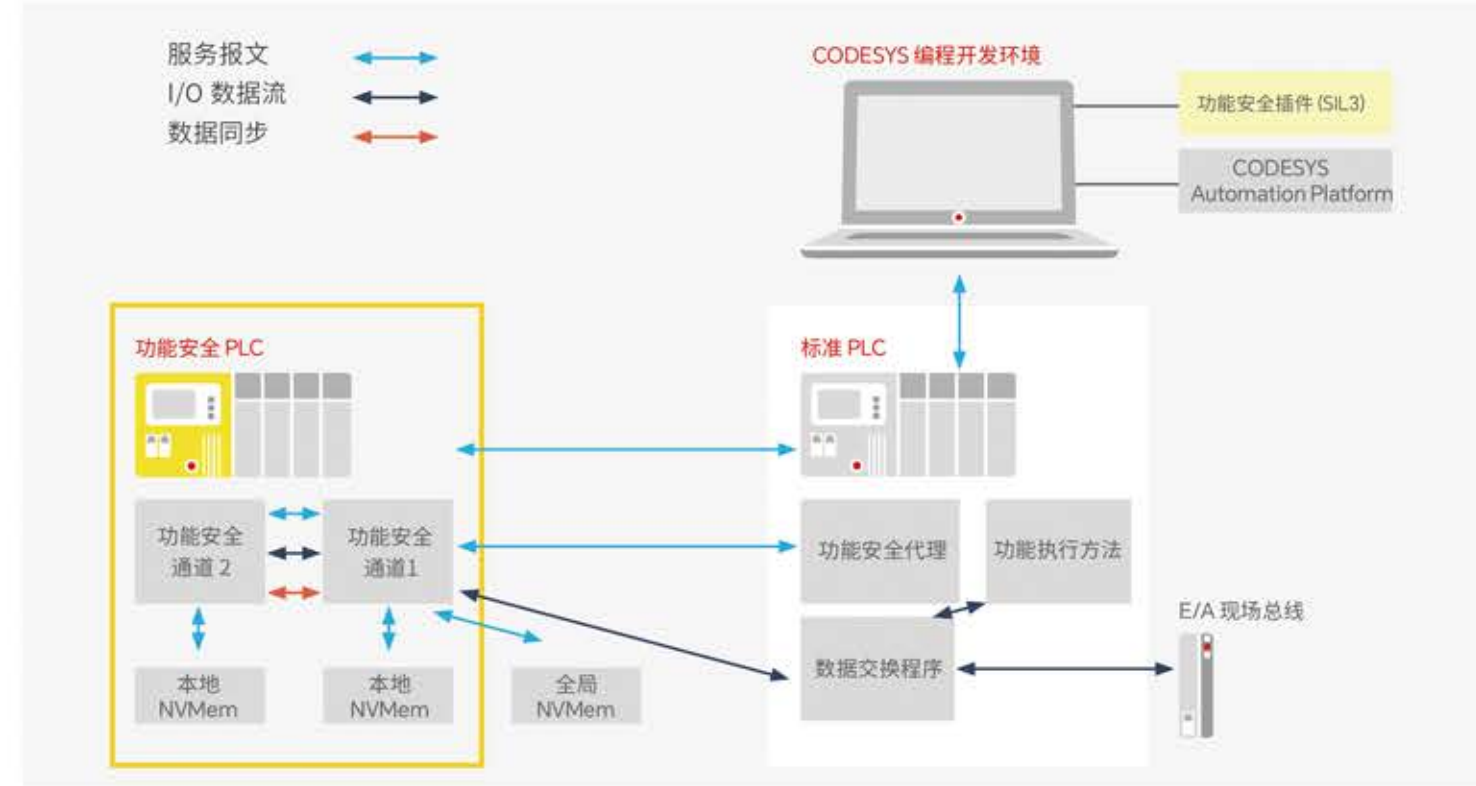 服务报文
I/O 数据流
数据同步
CODESYS 编程开发环境
功能安全插件 (SIL3)
CODESYS
Automation Platform
功能安全 PLC
标准 PLC
功能安全
通道 2
功能安全
通道1
功能安全代理
功能执行方法
E/A 现场总线
数据交换程序
本地
NVMem
本地
NVMem
全局
NVMem